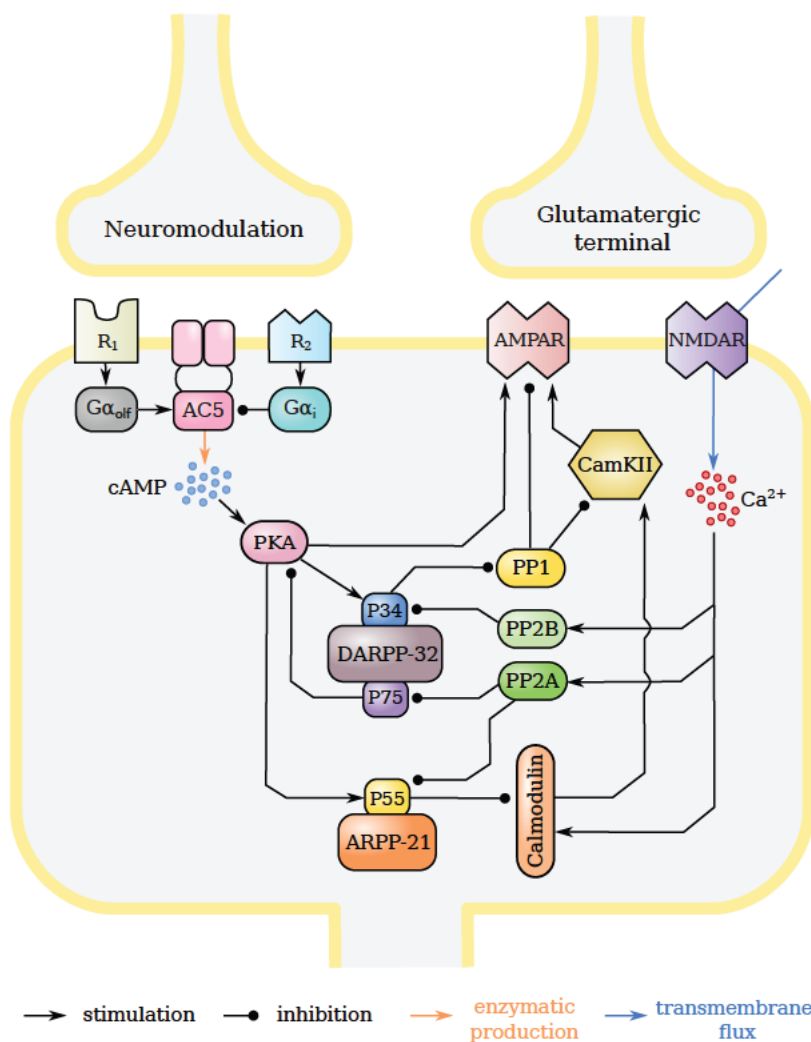 Neuromodulation
Glutamatergic
terminal
R₁
R₂
AMPAR
NMDAR
Gαolf
AC5
Gαi
cAMP
CamKII
Ca²⁺
PKA
PP1
P34
PP2B
DARPP-32
PP2A
P75
P55
Calmodulin
ARPP-21
stimulation
inhibition
enzymatic
production
transmembrane
flux